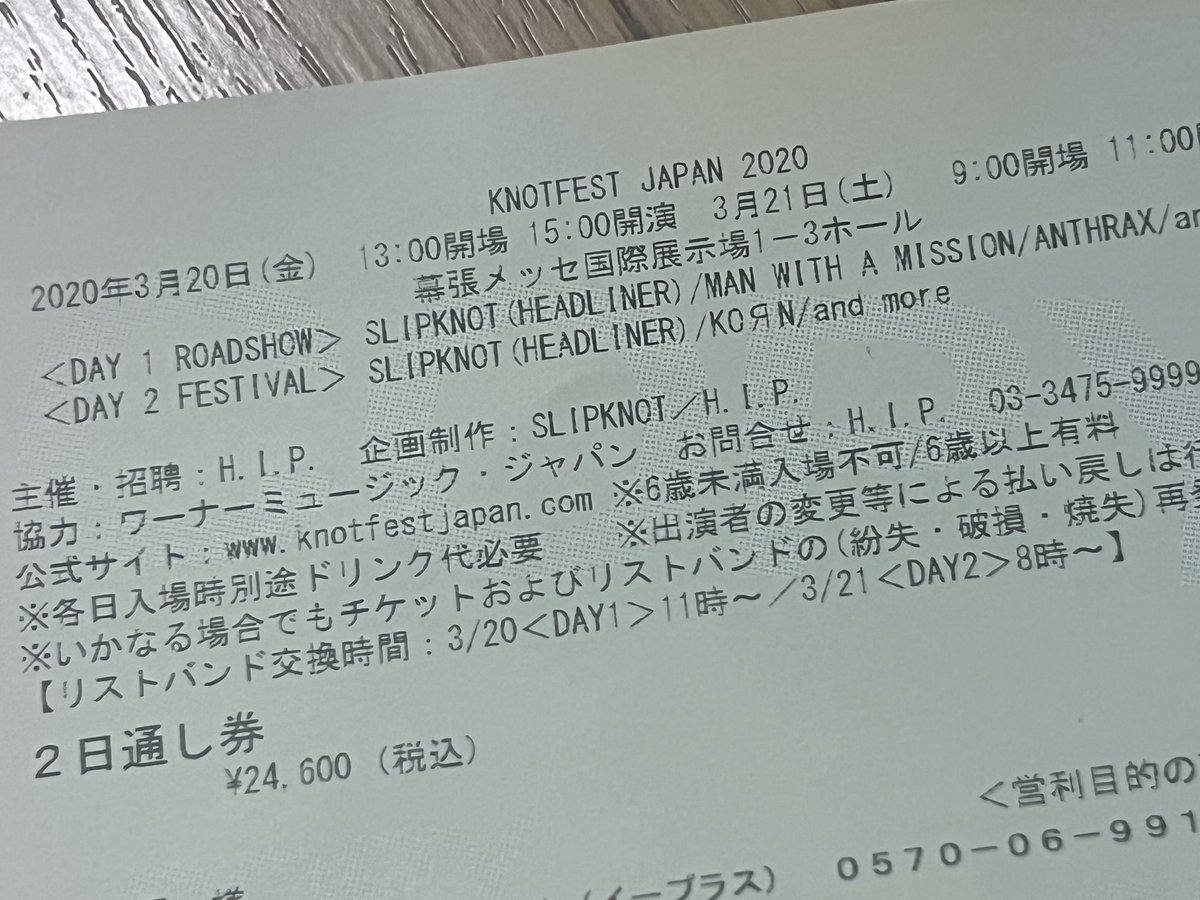 KNOTFEST JAPAN 2020
2020年3月20日(金) 13:00開場 15:00開演 3月21日(土) 9:00開場 11:00
幕張メッセ国際展示場1-3ホール
<DAY 1 ROADSHOW> SLIPKNOT(HEADLINER)/MAN WITH A MISSION/ANTHRAX/an
<DAY 2 FESTIVAL> SLIPKNOT(HEADLINER)/KOЯN/and more
主催・招聘:H.I.P. 企画制作:SLIPKNOT/H.I.P.
協力:ワーナーミュージック・ジャパン お問合せ:H.I.P. 03-3475-9999
公式サイト:www.knotfestjapan.com ※6歳未満入場不可/6歳以上有料
※各日入場時別途ドリンク代必要 ※出演者の変更等による払い戻しは行
※いかなる場合でもチケットおよびリストバンドの(紛失・破損・焼失)再
【リストバンド交換時間:3/20<DAY1>11時~/3/21<DAY2>8時~】
2日通し券
¥24,600 (税込)
<営利目的の
0570-06-991
様 (イープラス)